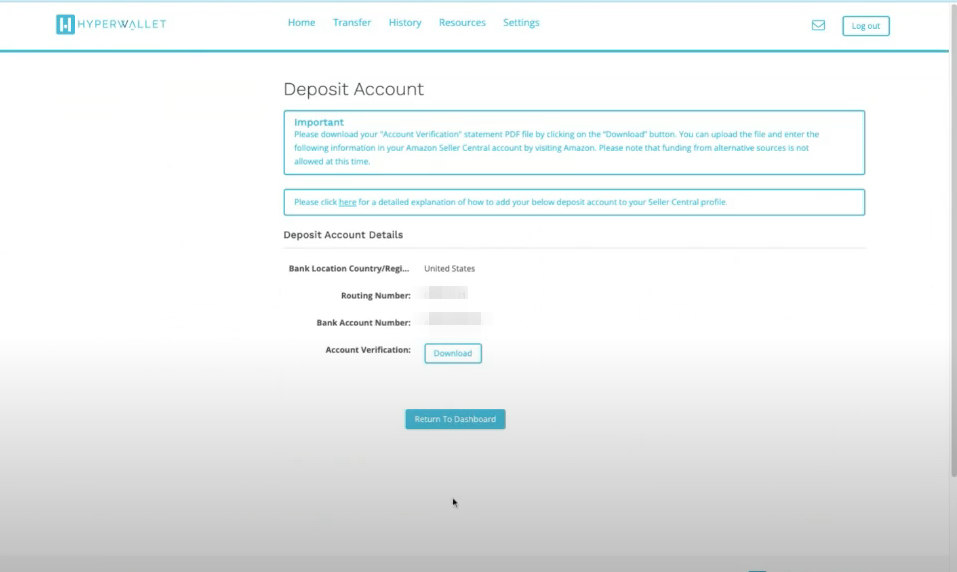 HYPERWALLET
Home Transfer History Resources Settings
Log out
Deposit Account
Important
Please download your "Account Verification" statement PDF file by clicking on the "Download" button. You can upload the file and enter the
following information in your Amazon Seller Central account by visiting Amazon. Please note that funding from alternative sources is not
allowed at this time.
Please click here for a detailed explanation of how to add your below deposit account to your Seller Central profile.
Deposit Account Details
Bank Location Country/Regi... United States
Routing Number:
Bank Account Number:
Account Verification: Download
Return To Dashboard